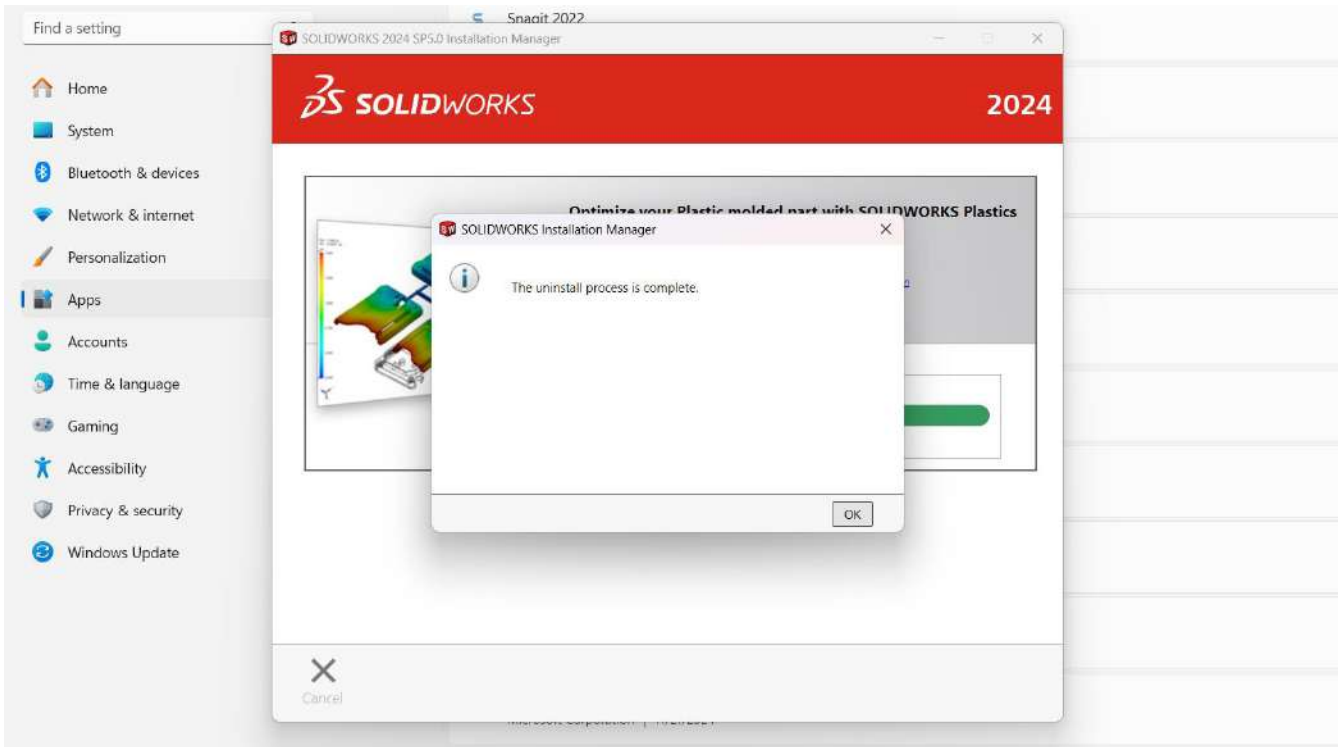 Find a setting
Home
System
Bluetooth & devices
Network & internet
Personalization
Apps
Accounts
Time & language
Gaming
Accessibility
Privacy & security
Windows Update
Snagit 2022
SOLIDWORKS 2024 SP5.0 Installation Manager
SOLIDWORKS
2024
Optimize your Plastic molded part with SOLIDWORKS Plastics
SOLIDWORKS Installation Manager
The uninstall process is complete.
OK
Cancel